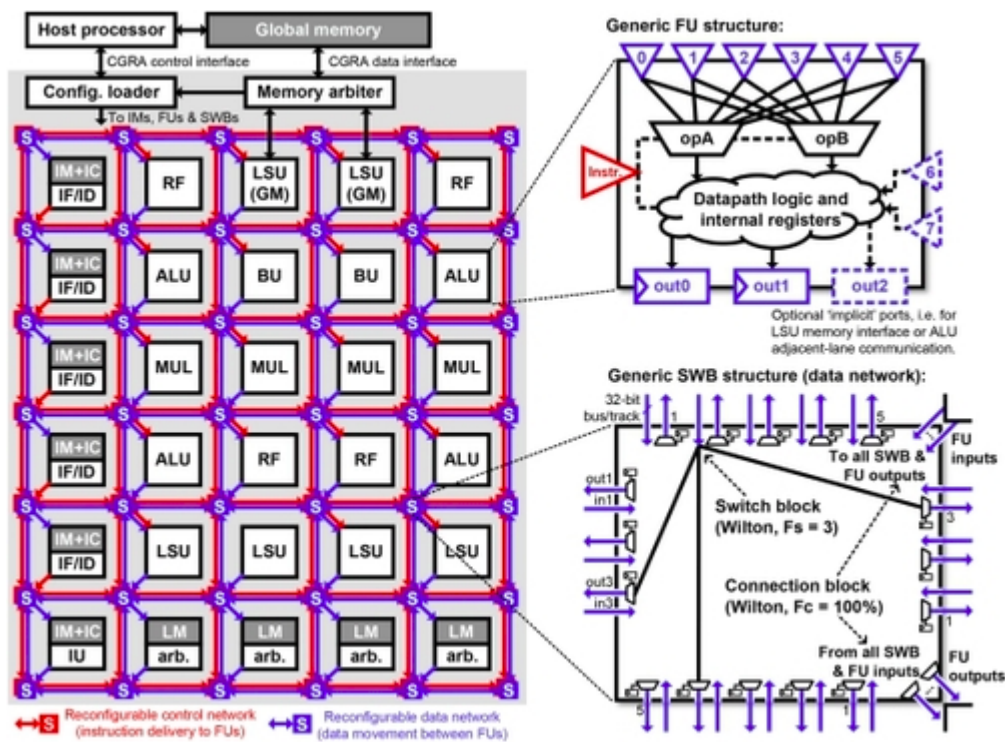 Host processor
Global memory
CGRA control interface
CGRA data interface
Config. loader
Memory arbiter
To IMs, FUs & SWBs
S S S S S S
IM+IC
IF/ID
RF
LSU
(GM)
LSU
(GM)
RF
S S S S S S
IM+IC
IF/ID
ALU
BU
BU
ALU
S S S S S S
IM+IC
IF/ID
MUL
MUL
MUL
MUL
S S S S S S
IM+IC
IF/ID
ALU
RF
RF
ALU
S S S S S S
IM+IC
IF/ID
LSU
LSU
LSU
LSU
S S S S S S
IM+IC
IU
LM
arb.
LM
arb.
LM
arb.
LM
arb.
S S S S S S
S Reconfigurable control network
(instruction delivery to FUs)
S Reconfigurable data network
(data movement between FUs)
Generic FU structure:
0 1 2 3 4 5
opA
opB
Instr.
6
7
Datapath logic and
internal registers
out0
out1
out2
Optional 'implicit' ports, i.e. for
LSU memory interface or ALU
adjacent-lane communication.
Generic SWB structure (data network):
32-bit
bus/track
1
5
FU
inputs
To all SWB &
FU outputs
out1
in1
Switch block
(Wilton, Fs = 3)
3
out3
in3
Connection block
(Wilton, Fc = 100%)
1
From all SWB
& FU inputs
FU
outputs
5
1